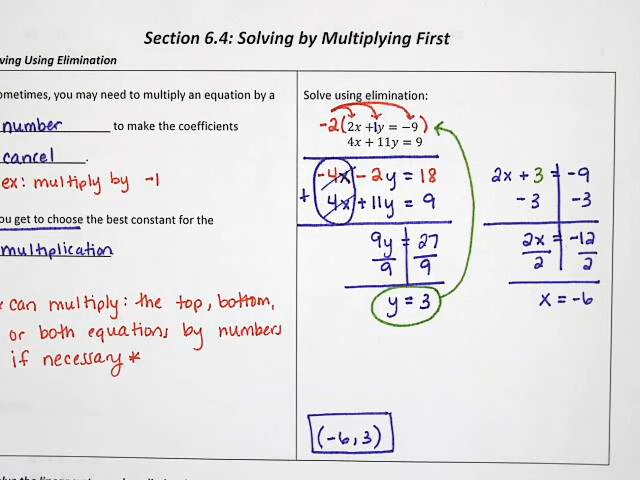 Section 6.4: Solving by Multiplying First
ving Using Elimination
ometimes, you may need to multiply an equation by a
number to make the coefficients
cancel.
ex: multiply by -1
ou get to choose the best constant for the
multiplication
can multiply: the top, bottom,
or both equations by numbers
if necessary *
Solve using elimination:
-2(2x + 1y = -9)
4x + 11y = 9
-4x - 2y = 18
+ 4x + 11y = 9
9y = 27
9 9
y = 3
2x + 3 = -9
-3 -3
2x = -12
2 2
x = -6
(-6, 3)